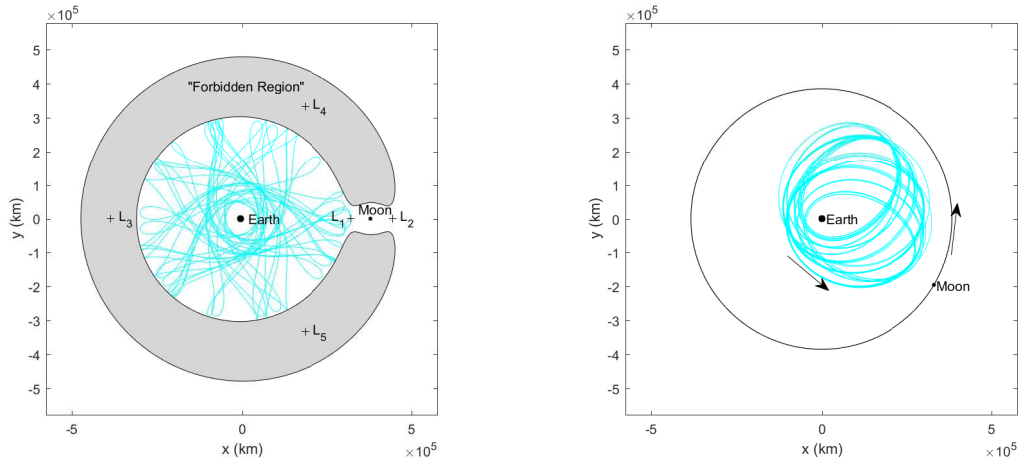 ×10⁵
5
4
3
2
1
0
-1
-2
-3
-4
-5
y (km)
"Forbidden Region"
+ L₄
+ L₃
Earth
L₁ +
Moon
+ L₂
+ L₅
-5
0
5
x (km)
×10⁵
×10⁵
5
4
3
2
1
0
-1
-2
-3
-4
-5
y (km)
Earth
Moon
-5
0
5
x (km)
×10⁵